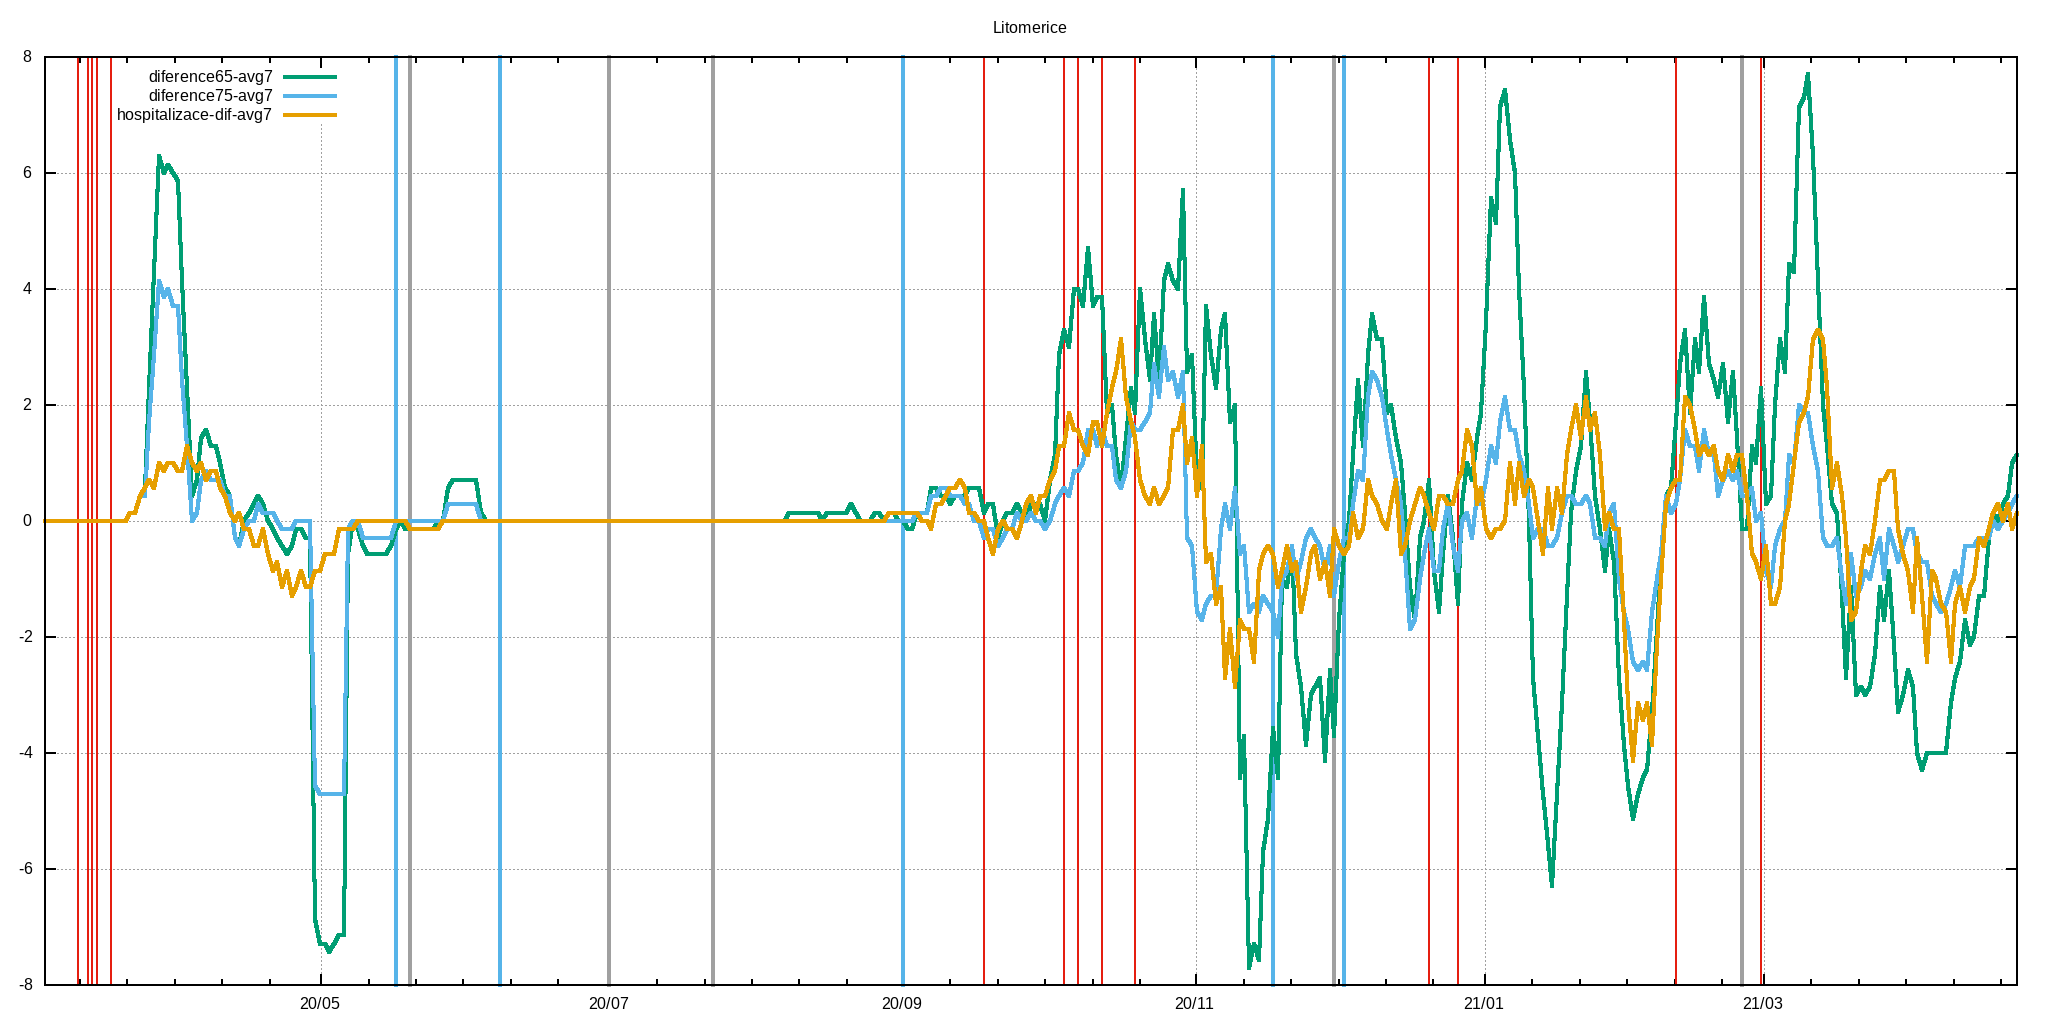 Litomerice
diference65-avg7
diference75-avg7
hospitalizace-dif-avg7
8
6
4
2
0
-2
-4
-6
-8
20/05 20/07 20/09 20/11 21/01 21/03